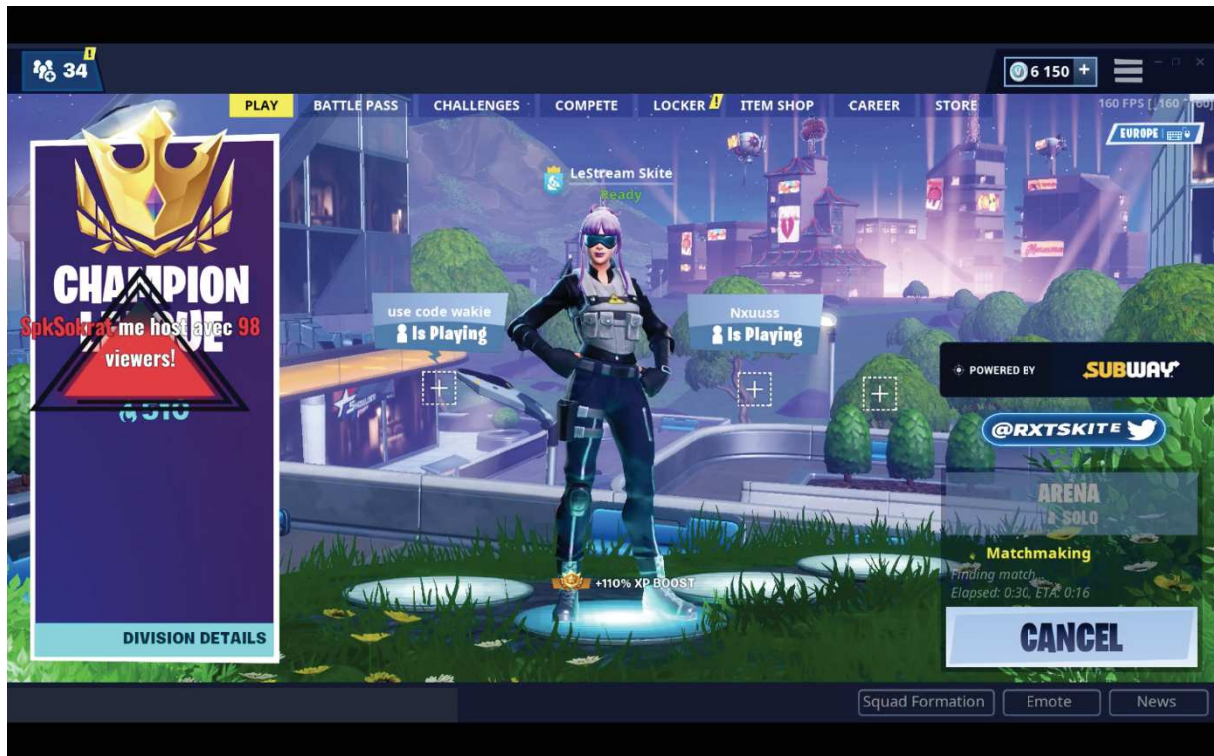 34
6 150 +
PLAY BATTLE PASS CHALLENGES COMPETE LOCKER ITEM SHOP CAREER STORE
EUROPE
LeStream Skite
Ready
CHAMPION
SpkSokrat me host avec 98
viewers!
510
use code wakie
Is Playing
Nxuuss
Is Playing
POWERED BY SUBWAY
@RXTSKITE
ARENA
SOLO
Matchmaking
Finding match...
Elapsed: 0:30, ETA: 0:16
CANCEL
+110% XP BOOST
DIVISION DETAILS
Squad Formation Emote News